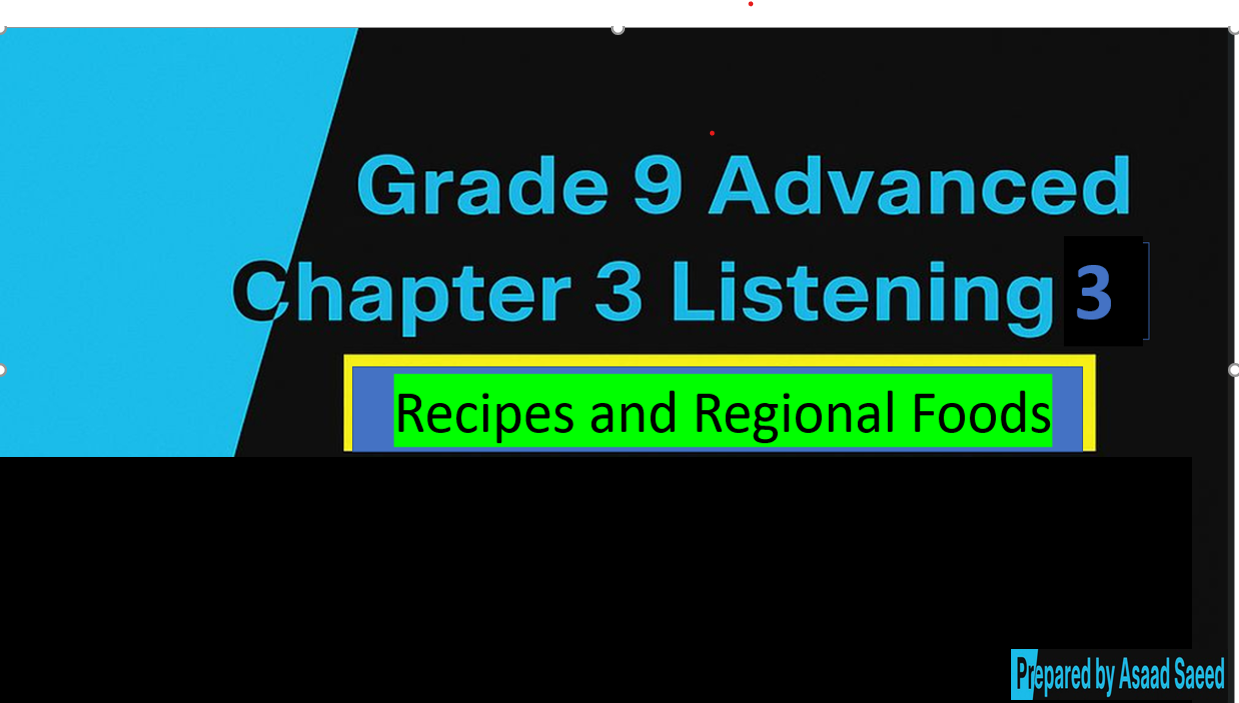 Grade 9 Advanced
Chapter 3 Listening 3
Recipes and Regional Foods
Prepared by Asaad Saeed